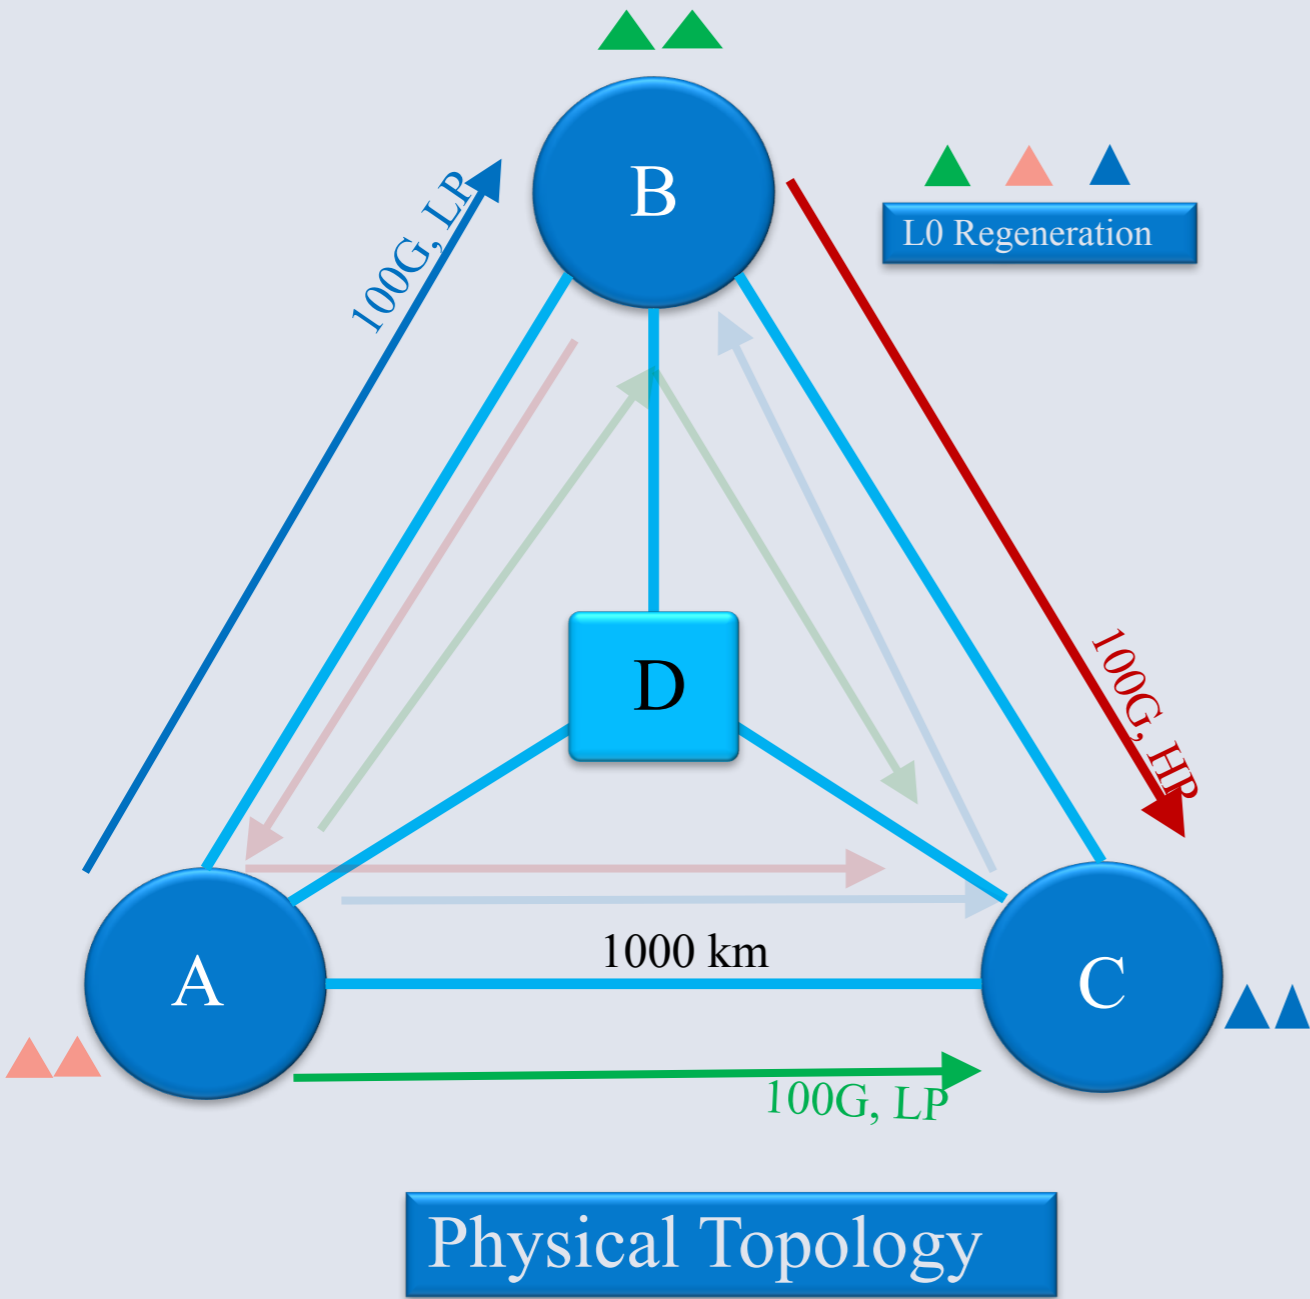 B
L0 Regeneration
100G, LP
100G, HP
D
1000 km
A
C
100G, LP
Physical Topology